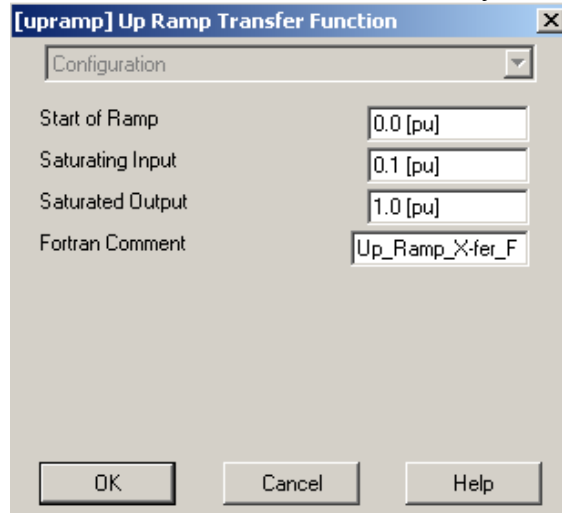 [upramp] Up Ramp Transfer Function
Configuration
Start of Ramp 0.0 [pu]
Saturating Input 0.1 [pu]
Saturated Output 1.0 [pu]
Fortran Comment Up_Ramp_X-fer_F
OK Cancel Help